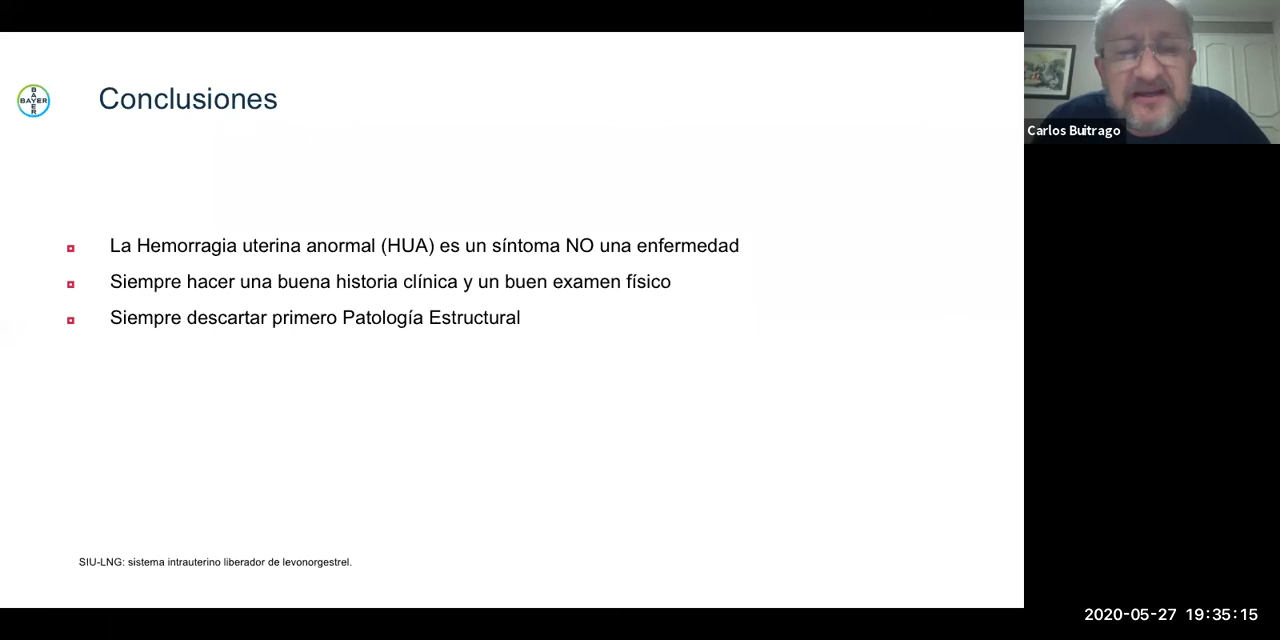 BAYER
BAYER
Conclusiones
La Hemorragia uterina anormal (HUA) es un síntoma NO una enfermedad
Siempre hacer una buena historia clínica y un buen examen físico
Siempre descartar primero Patología Estructural
SIU-LNG: sistema intrauterino liberador de levonorgestrel.
Carlos Buitrago
2020-05-27 19:35:15